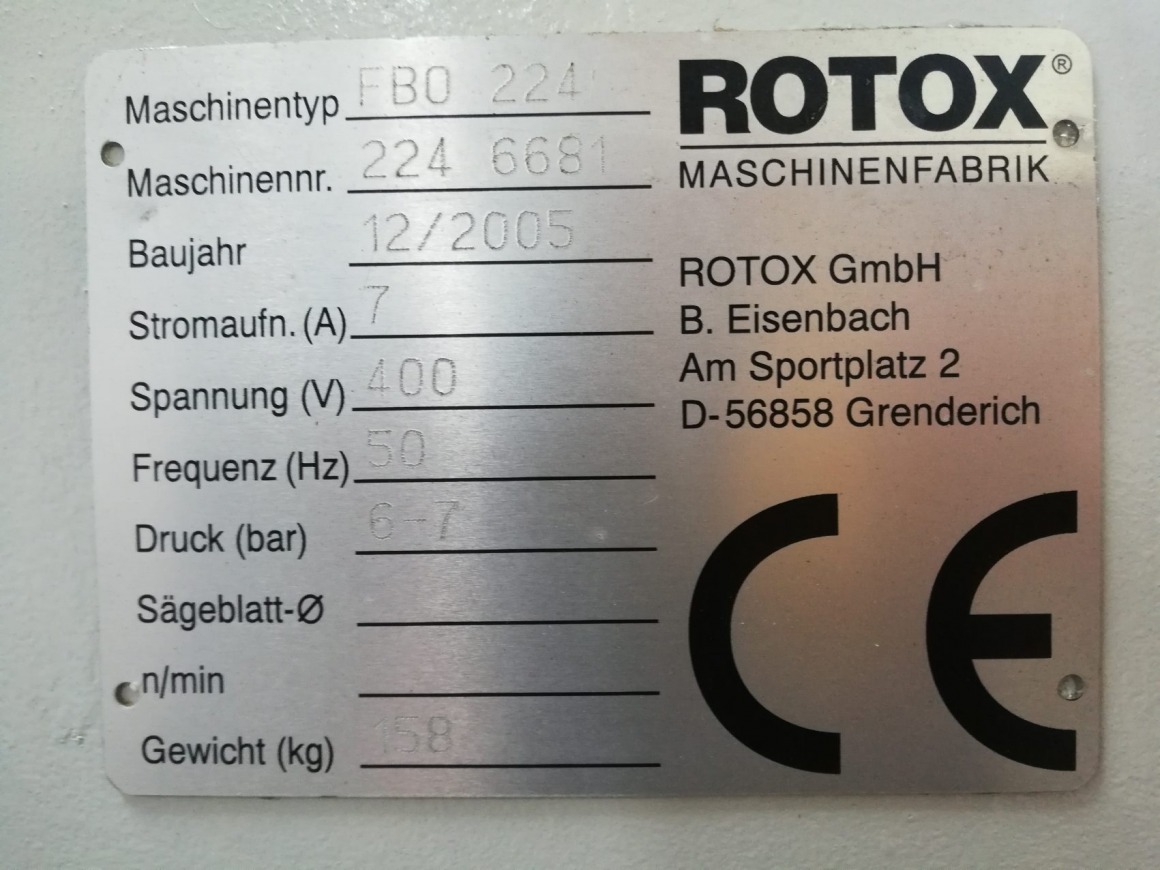 Maschinentyp FBO 224
Maschinennr. 224 6681
Baujahr 12/2005
Stromaufn. (A) 7
Spannung (V) 400
Frequenz (Hz) 50
Druck (bar) 6-7
Sägeblatt-Ø
n/min
Gewicht (kg) 158
ROTOX®
MASCHINENFABRIK
ROTOX GmbH
B. Eisenbach
Am Sportplatz 2
D-56858 Grenderich
CE